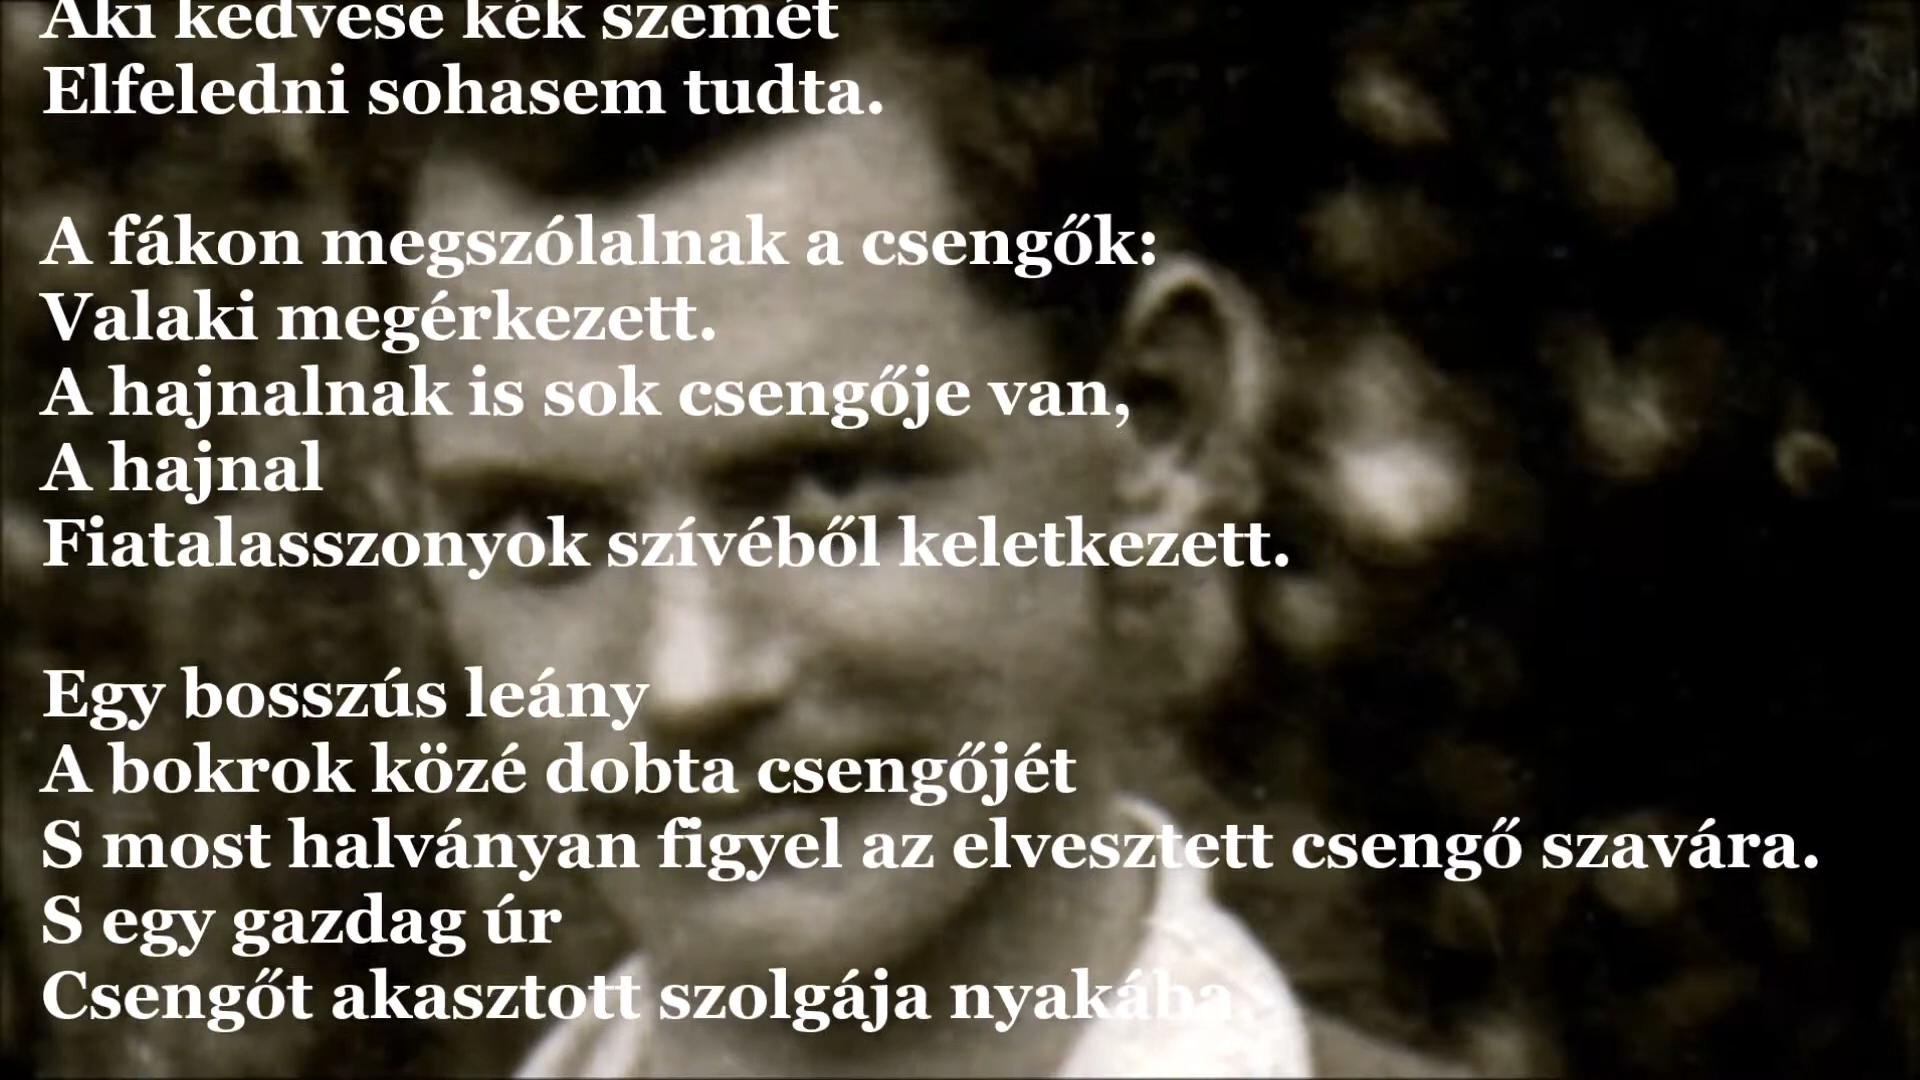 Aki kedvese kék szemét
Elfeledni sohasem tudta.
A fákon megszólalnak a csengők:
Valaki megérkezett.
A hajnalnak is sok csengője van,
A hajnal
Fiatalasszonyok szívéből keletkezett.
Egy bosszús leány
A bokrok közé dobta csengőjét
S most halványan figyel az elvesztett csengő szavára.
S egy gazdag úr
Csengőt akasztott szolgája nyakába.